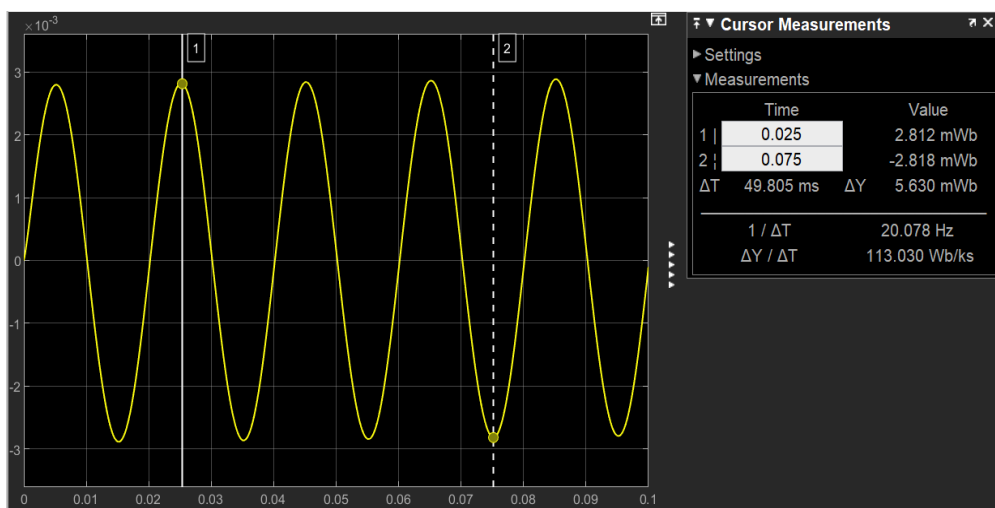 ×10⁻³
1
2
3
2
1
0
-1
-2
-3
0 0.01 0.02 0.03 0.04 0.05 0.06 0.07 0.08 0.09 0.1
Cursor Measurements
Settings
Measurements
Time Value
1 0.025 2.812 mWb
2 0.075 -2.818 mWb
ΔT 49.805 ms ΔY 5.630 mWb
1 / ΔT 20.078 Hz
ΔY / ΔT 113.030 Wb/ks